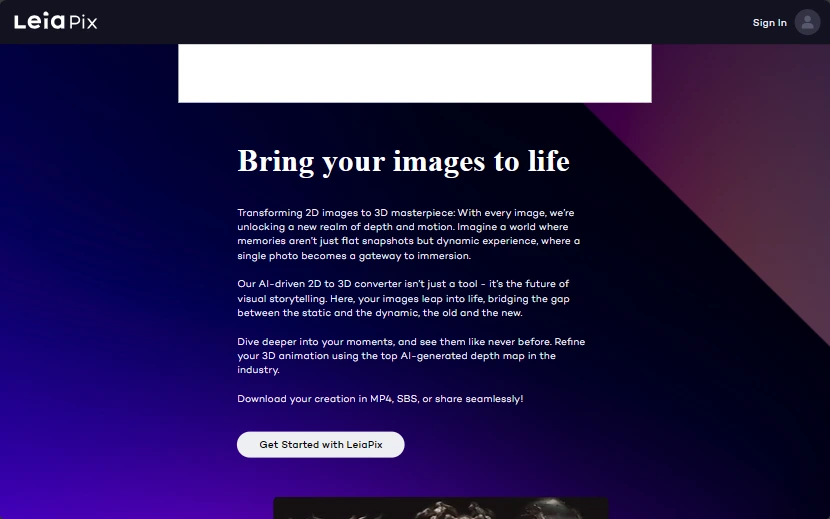 Leia Pix
Sign In
Bring your images to life
Transforming 2D images to 3D masterpiece: With every image, we're
unlocking a new realm of depth and motion. Imagine a world where
memories aren't just flat snapshots but dynamic experience, where a
single photo becomes a gateway to immersion.
Our AI-driven 2D to 3D converter isn't just a tool - it's the future of
visual storytelling. Here, your images leap into life, bridging the gap
between the static and the dynamic, the old and the new.
Dive deeper into your moments, and see them like never before. Refine
your 3D animation using the top AI-generated depth map in the
industry.
Download your creation in MP4, SBS, or share seamlessly!
Get Started with LeiaPix